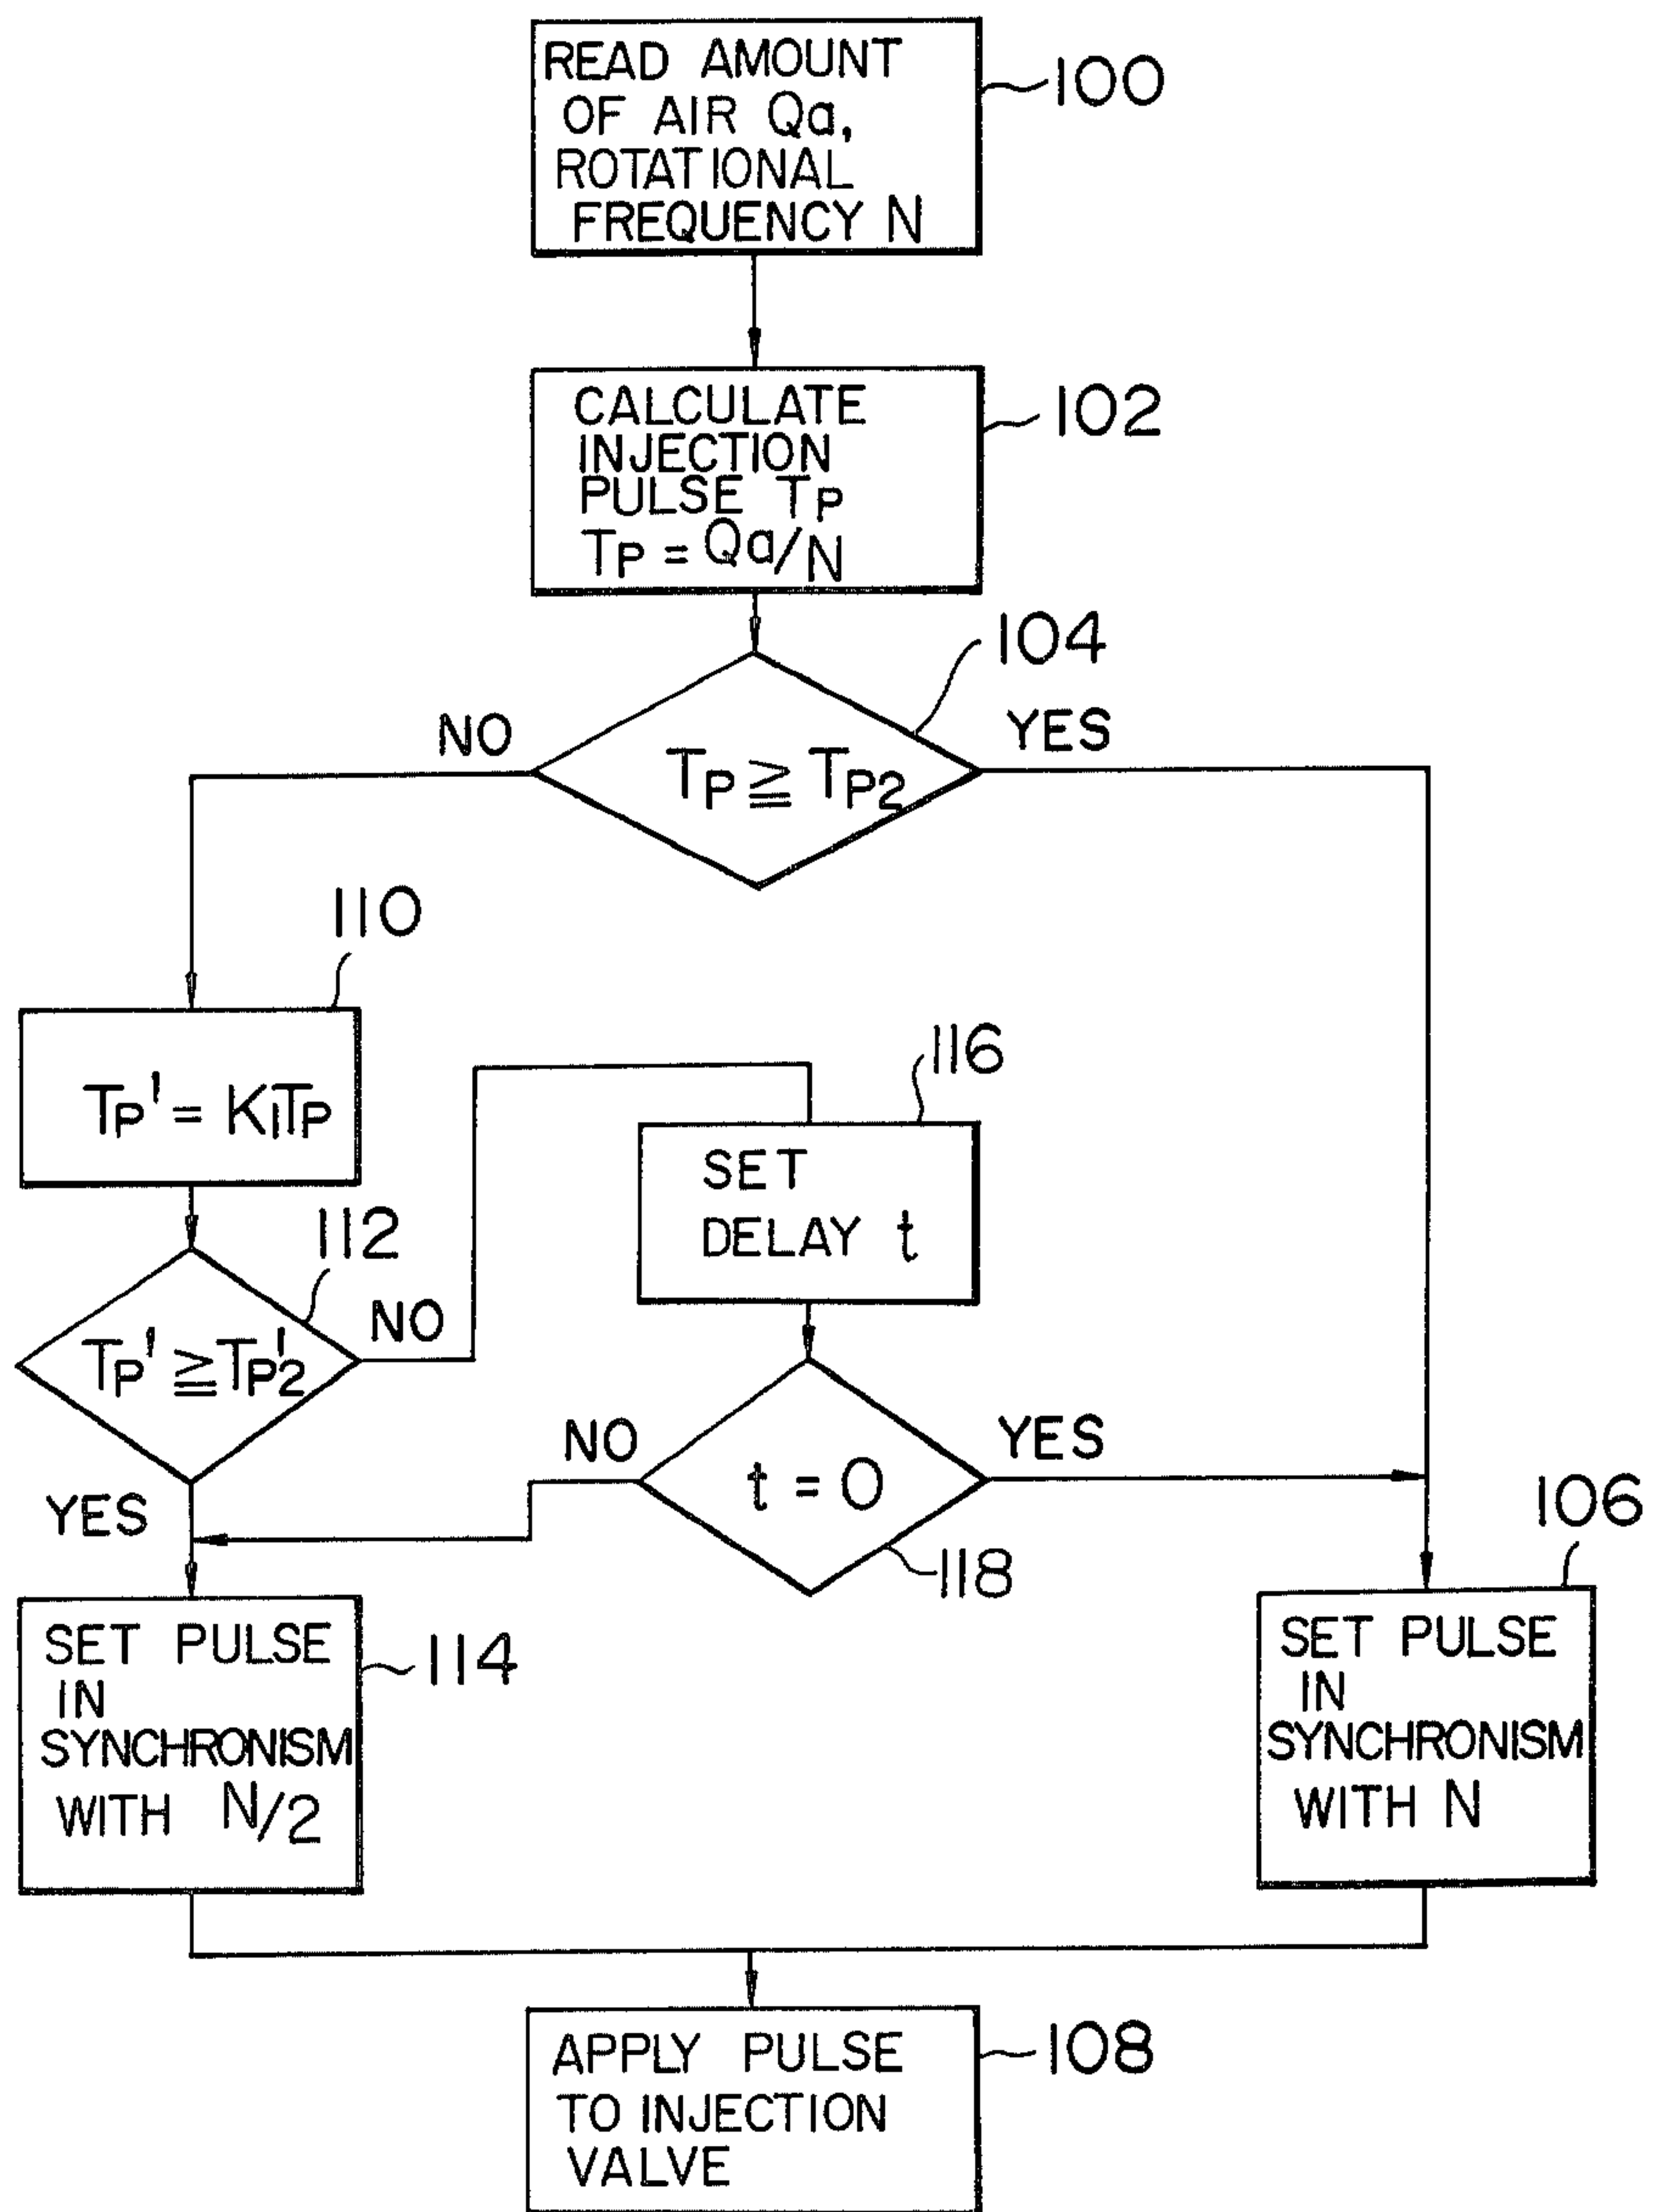 READ AMOUNT
OF AIR Qa,
ROTATIONAL
FREQUENCY N
100
CALCULATE
INJECTION
PULSE TP
TP = Qa/N
102
104
NO
YES
TP ≧ TP2
110
TP' = K1TP
116
SET
DELAY t
112
NO
TP' ≧ TP'2
YES
NO
YES
t = 0
118
106
SET PULSE
IN
SYNCHRONISM
WITH N/2
114
SET PULSE
IN
SYNCHRONISM
WITH N
APPLY PULSE
TO INJECTION
VALVE
108